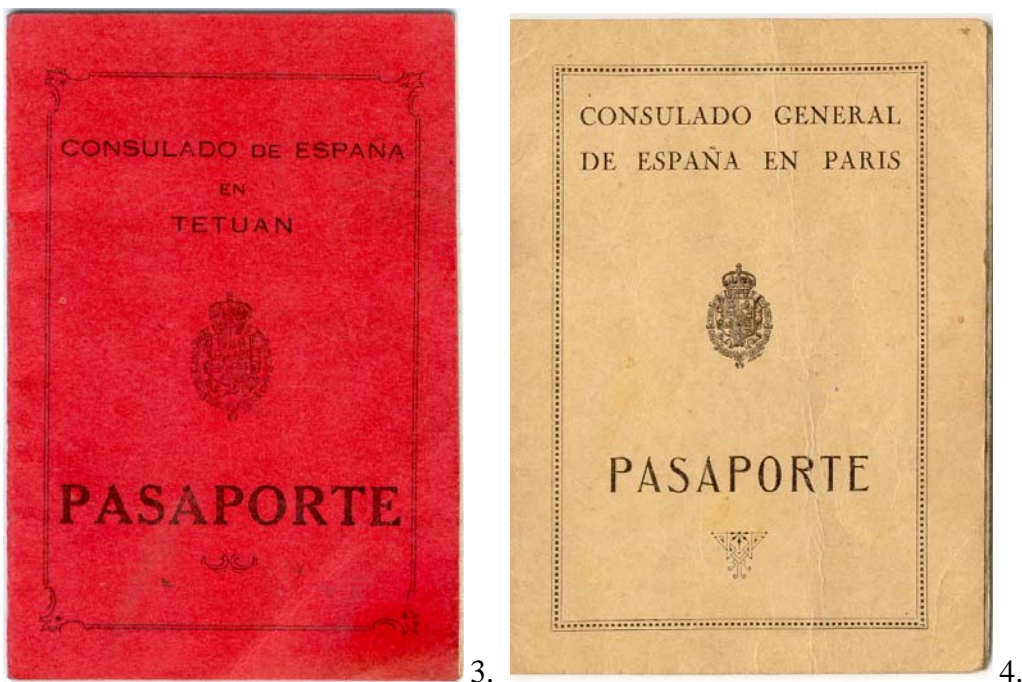 CONSULADO DE ESPAÑA
EN
TETUAN
PASAPORTE
3.
CONSULADO GENERAL
DE ESPAÑA EN PARIS
PASAPORTE
4.